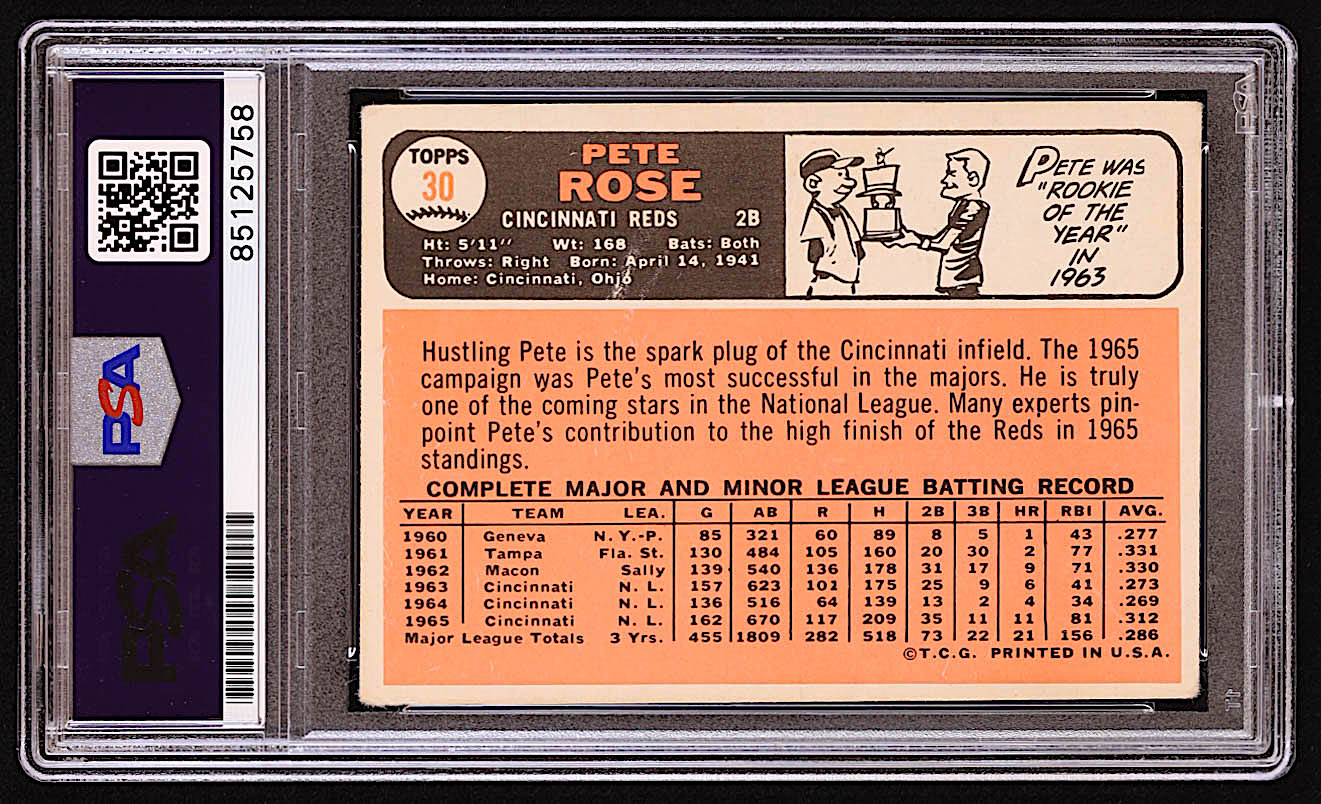 TOPPS
30
PETE
ROSE
CINCINNATI REDS 2B
Ht: 5'11" Wt: 168 Bats: Both
Throws: Right Born: April 14, 1941
Home: Cincinnati, Ohio
PETE WAS
"ROOKIE
OF THE
YEAR"
IN
1963
Hustling Pete is the spark plug of the Cincinnati infield. The 1965
campaign was Pete's most successful in the majors. He is truly
one of the coming stars in the National League. Many experts pin-
point Pete's contribution to the high finish of the Reds in 1965
standings.
COMPLETE MAJOR AND MINOR LEAGUE BATTING RECORD
YEAR TEAM LEA. G AB R H 2B 3B HR RBI AVG.
1960 Geneva N.Y.-P. 85 321 60 89 8 5 1 43 .277
1961 Tampa Fla. St. 130 484 105 160 20 30 2 77 .331
1962 Macon Sally 139 540 136 178 31 17 9 71 .330
1963 Cincinnati N. L. 157 623 101 175 25 9 6 41 .273
1964 Cincinnati N. L. 136 516 64 139 13 2 4 34 .269
1965 Cincinnati N. L. 162 670 117 209 35 11 11 81 .312
Major League Totals 3 Yrs. 455 1809 282 518 73 22 21 156 .286
©T.C.G. PRINTED IN U.S.A.
85125758
PSA
PSA
PSA